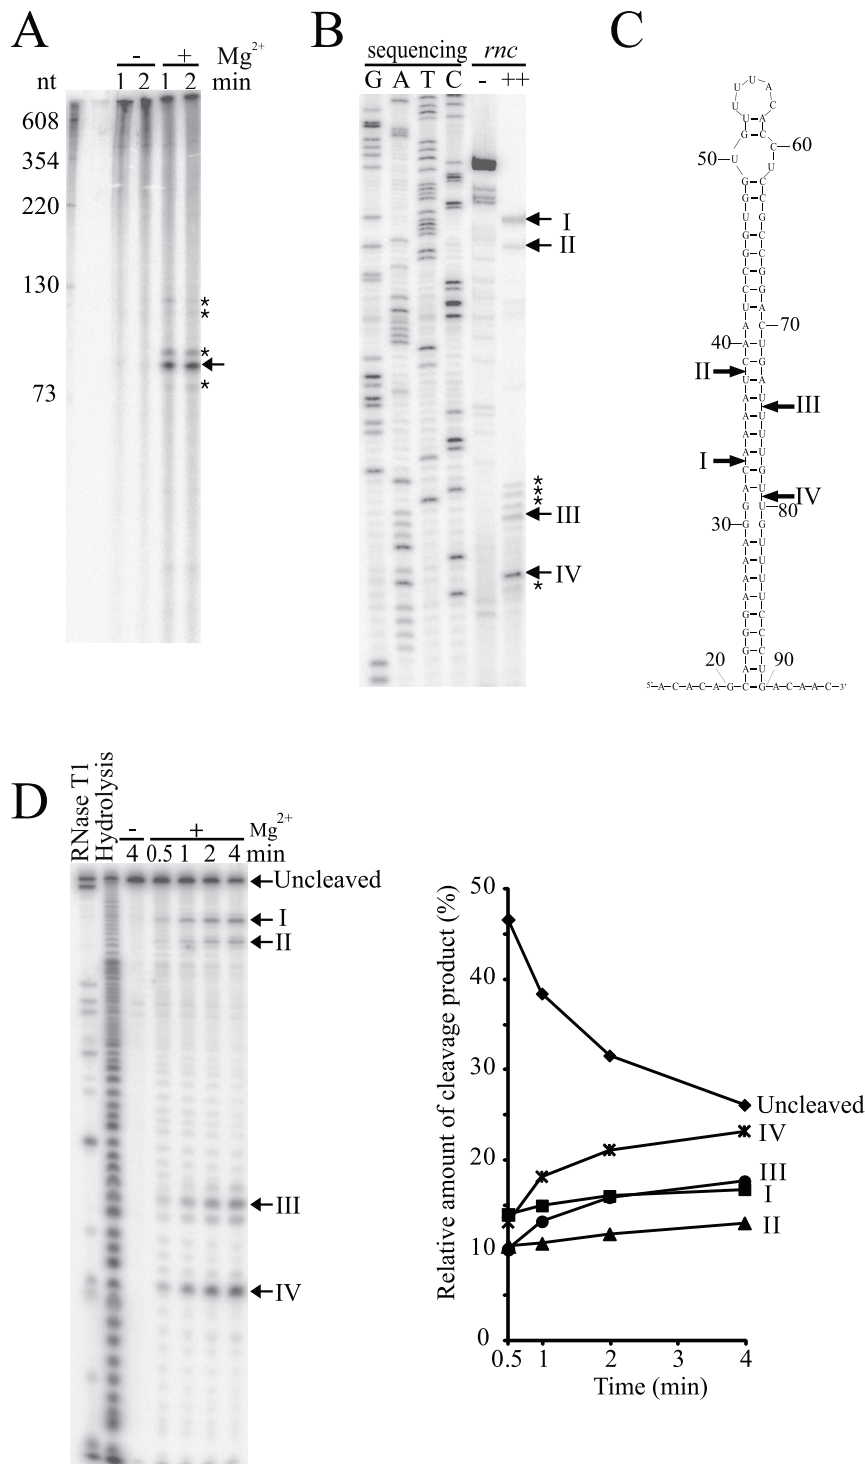 A
- + Mg²⁺
nt 1 2 1 2 min
608
354
220
130
*
*
*
73
*
B
sequencing rnc
G A T C - ++
I
II
*
*
*
III
IV
*
C
U U A
U C
U A
G-C
C-60
50- U U
G-C
G-C
U-G
G-C
G-C
C-G
C-G
U-A
A-C 70
40 A-U
C-G
II U-A
A-U III
A-U
A-U
A-U
I C-G
A-U IV
G-U 80
30 G-G
A-U
A-U
A-U
A-U
G-C
G-C
G-C
20 A-U 90
5'-A-C-A-C-A-G-C-G-A-C-A-A-C-3'
D
RNase T1
Hydrolysis
- + Mg²⁺
4 0.5 1 2 4 min
Uncleaved
I
II
III
IV
Relative amount of cleavage product (%)
50
40
30
20
10
0
0.5 1 2 3 4
Time (min)
Uncleaved
IV
III
I
II